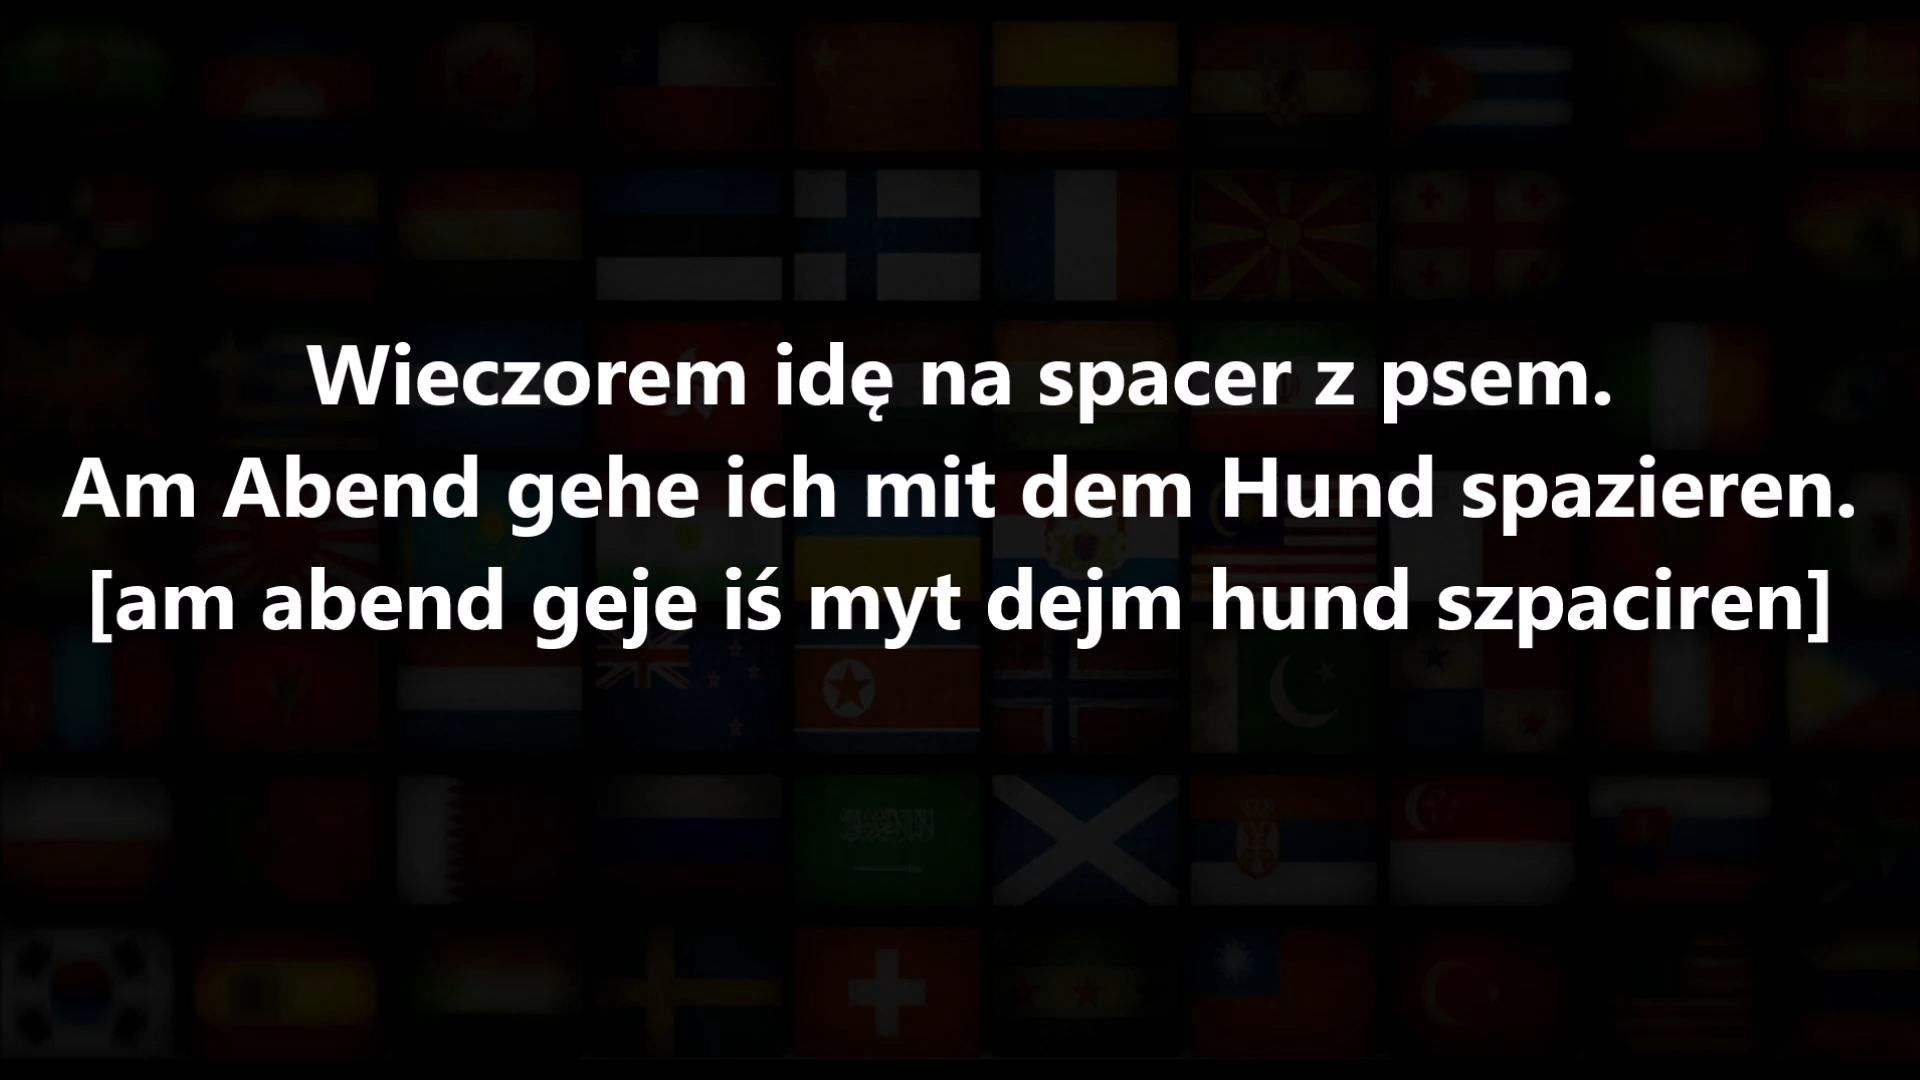 Wieczorem idę na spacer z psem.
Am Abend gehe ich mit dem Hund spazieren.
[am abend geje iś myt dejm hund szpaciren]